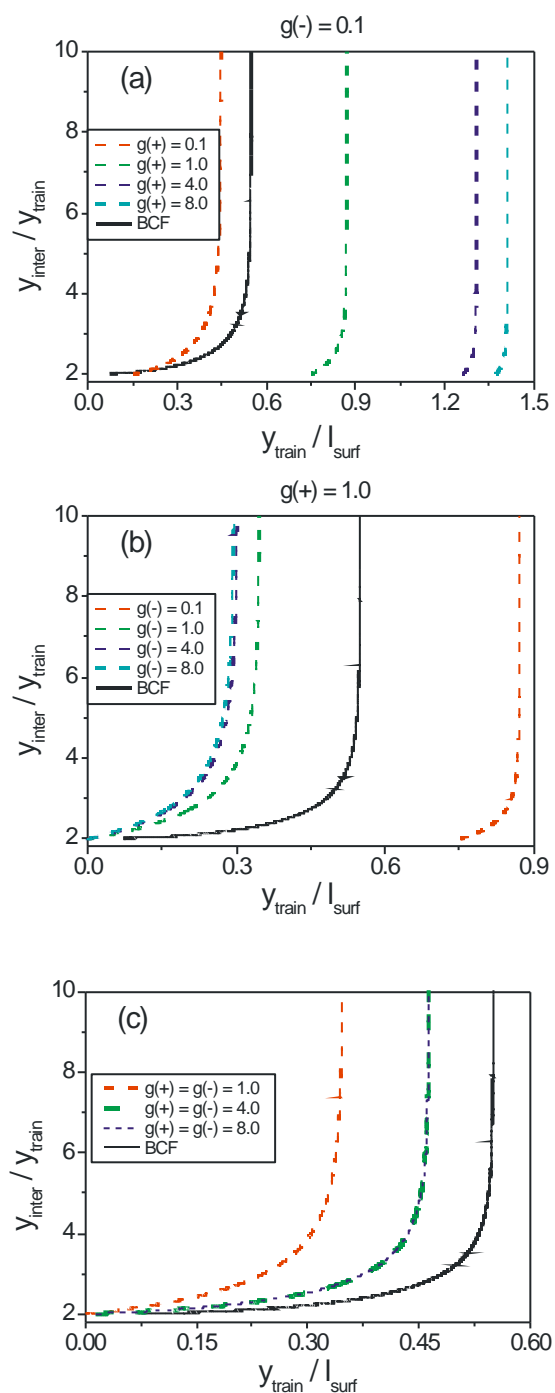 g(-) = 0.1
(a)
10
8
6
4
2
g(+) = 0.1
g(+) = 1.0
g(+) = 4.0
g(+) = 8.0
BCF
y_inter / y_train
0.0 0.3 0.6 0.9 1.2 1.5
y_train / l_surf
g(+) = 1.0
(b)
10
8
6
4
2
g(-) = 0.1
g(-) = 1.0
g(-) = 4.0
g(-) = 8.0
BCF
y_inter / y_train
0.0 0.3 0.6 0.9
y_train / l_surf
(c)
10
8
6
4
2
g(+) = g(-) = 1.0
g(+) = g(-) = 4.0
g(+) = g(-) = 8.0
BCF
y_inter / y_train
0.00 0.15 0.30 0.45 0.60
y_train / l_surf